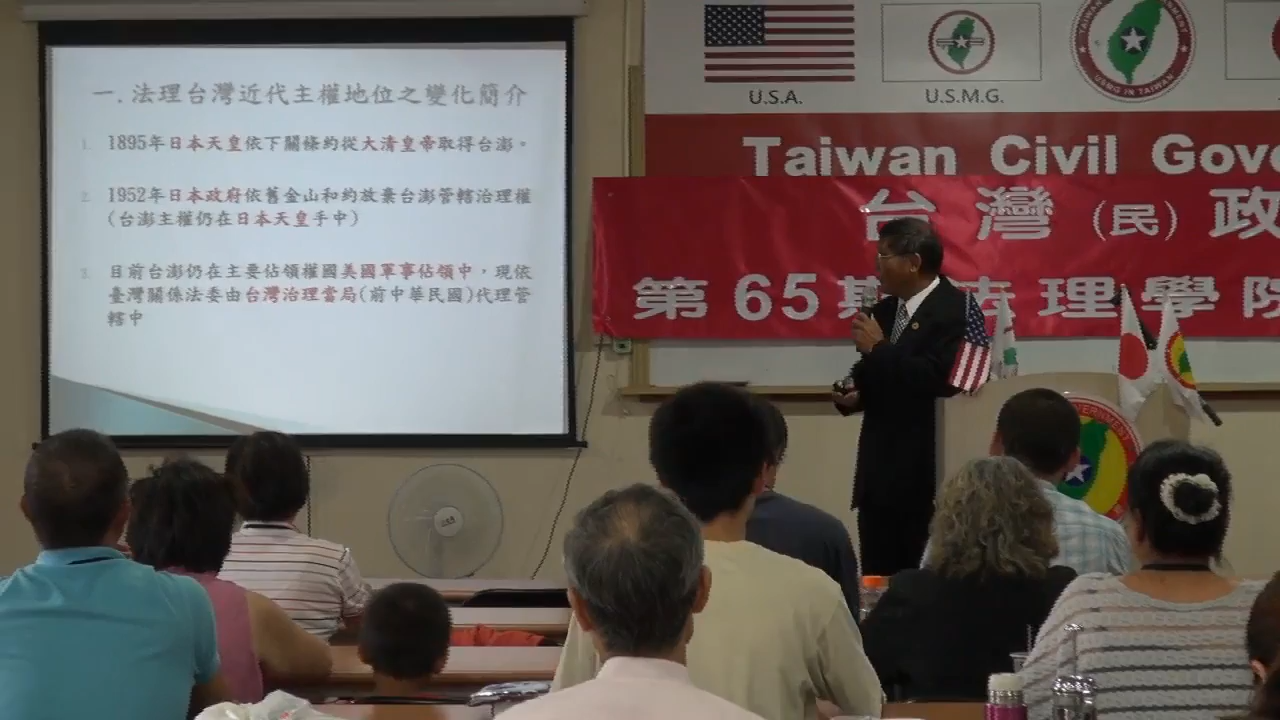 一.法理台灣近代主權地位之變化簡介
1. 1895年日本天皇依下關條約從大清皇帝取得台澎。
2. 1952年日本政府依舊金山和約放棄台澎管轄治理權
(台澎主權仍在日本天皇手中)
3. 目前台澎仍在主要佔領權國美國軍事佔領中，現依
臺灣關係法委由台灣治理當局(前中華民國)代理管
轄中
U.S.A.
U.S.M.G.
USMG IN TAIWAN
Taiwan Civil Gove
台灣(民)政
第65期法理學院